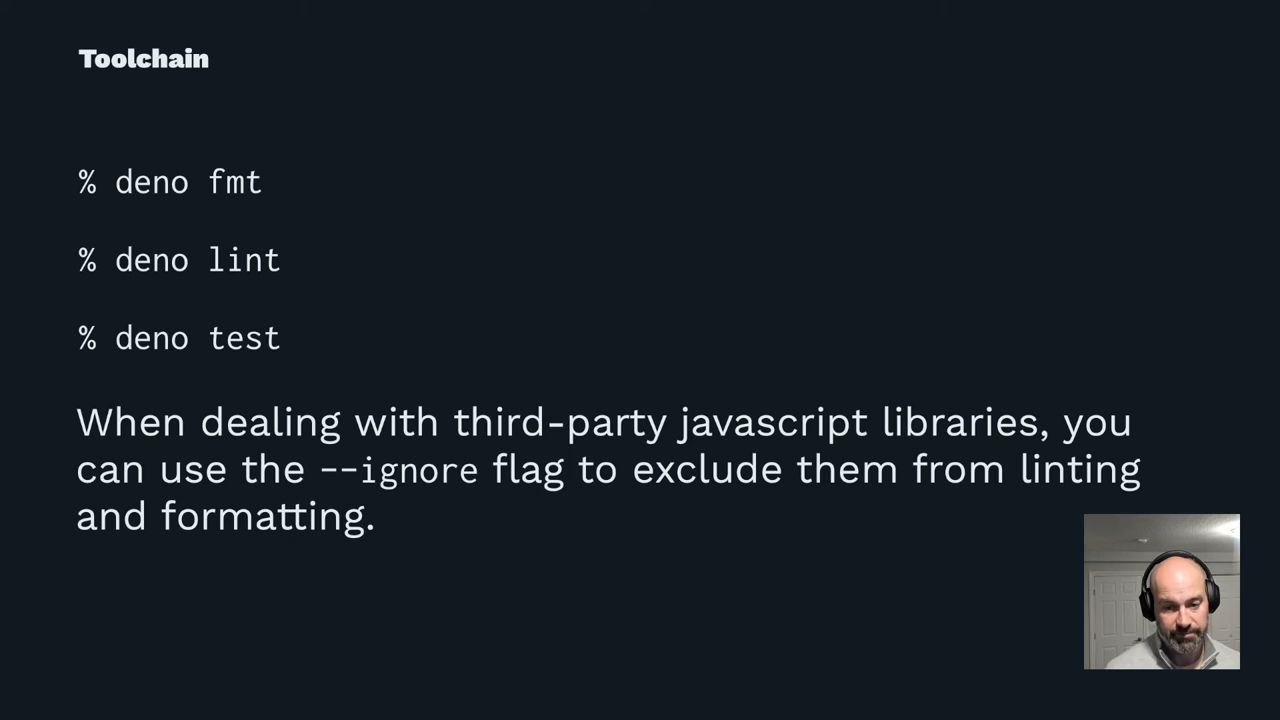 Toolchain
% deno fmt
% deno lint
% deno test
When dealing with third-party javascript libraries, you
can use the --ignore flag to exclude them from linting
and formatting.